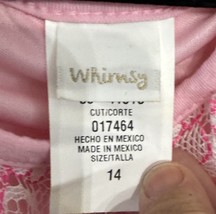 Whimsy
CUT/CORTE
017464
HECHO EN MEXICO
MADE IN MEXICO
SIZE/TALLA
14